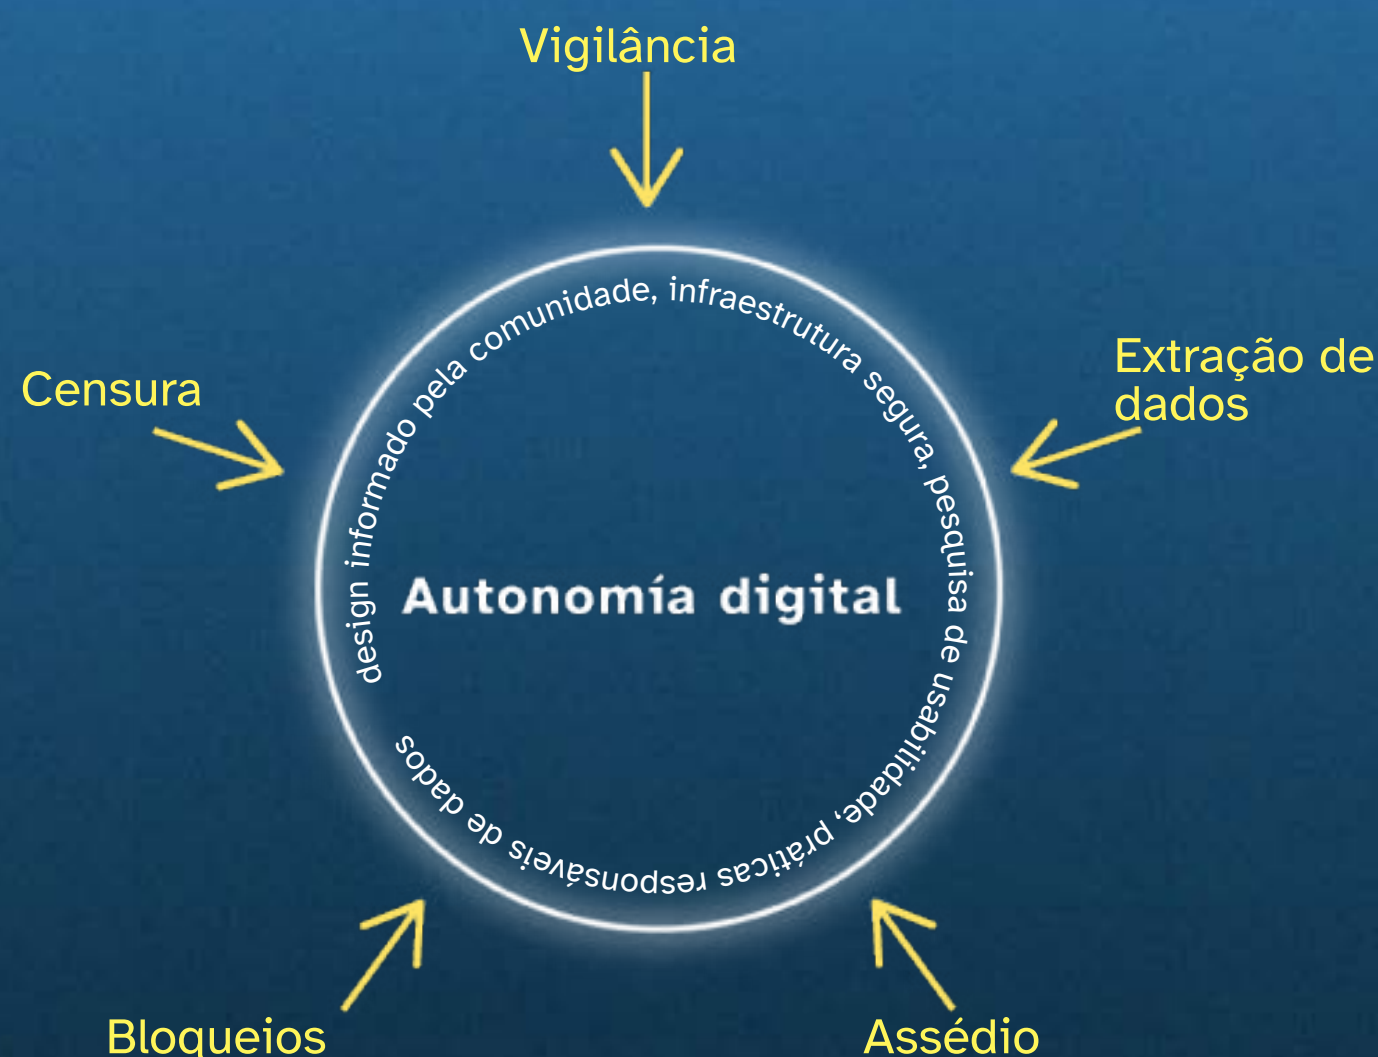 Vigilância
Censura
Extração de
dados
design informado pela comunidade, infraestrutura segura, pesquisa de usabilidade, práticas responsáveis de dados
Autonomía digital
Bloqueios
Assédio